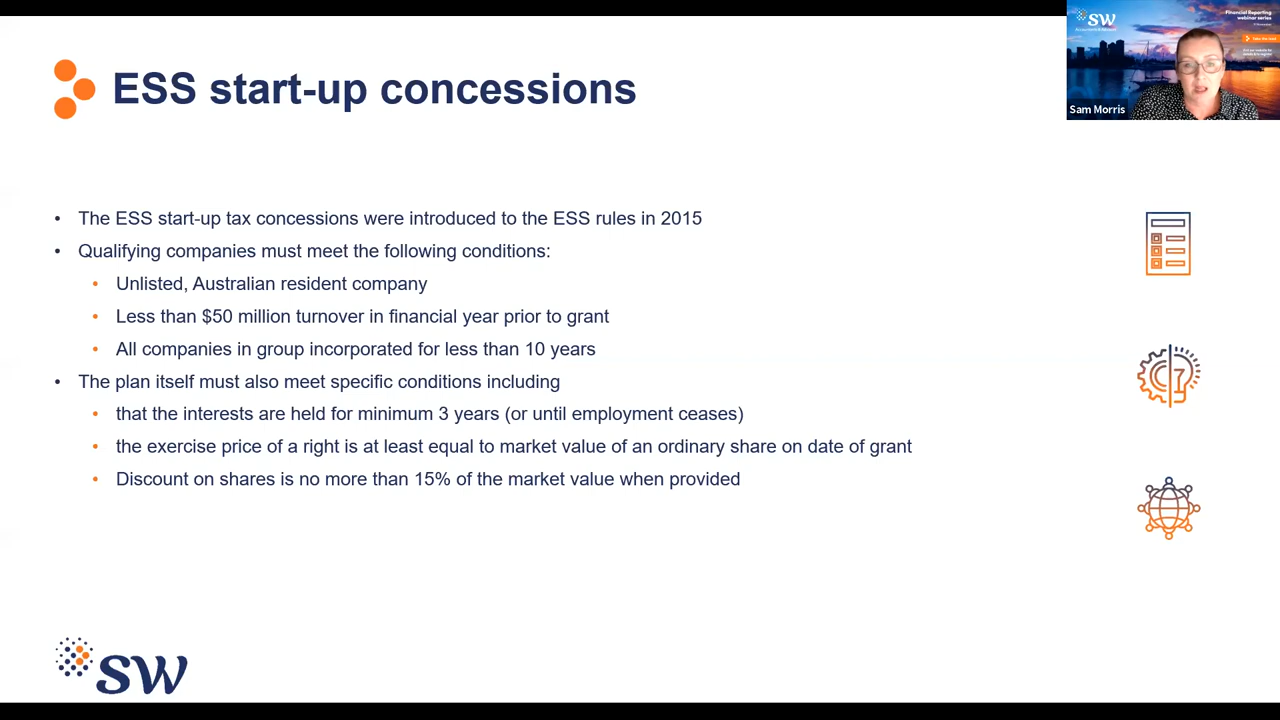 ESS start-up concessions
• The ESS start-up tax concessions were introduced to the ESS rules in 2015
• Qualifying companies must meet the following conditions:
• Unlisted, Australian resident company
• Less than $50 million turnover in financial year prior to grant
• All companies in group incorporated for less than 10 years
• The plan itself must also meet specific conditions including
• that the interests are held for minimum 3 years (or until employment ceases)
• the exercise price of a right is at least equal to market value of an ordinary share on date of grant
• Discount on shares is no more than 15% of the market value when provided
SW
SW
Financial Reporting
webinar series
Sam Morris